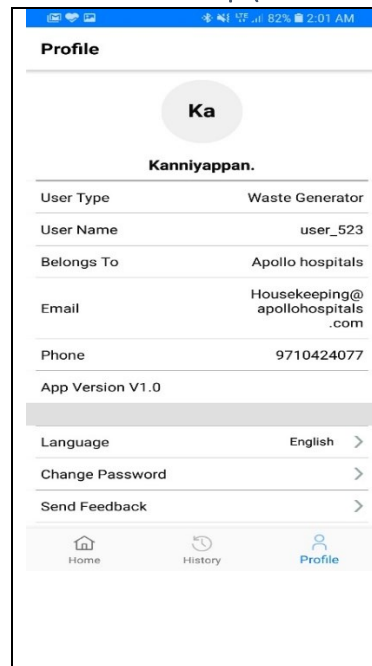 82% 2:01 AM
Profile
Ka
Kanniyappan.
User Type Waste Generator
User Name user_523
Belongs To Apollo hospitals
Email Housekeeping@
apollohospitals
.com
Phone 9710424077
App Version V1.0
Language English
Change Password
Send Feedback
Home History Profile